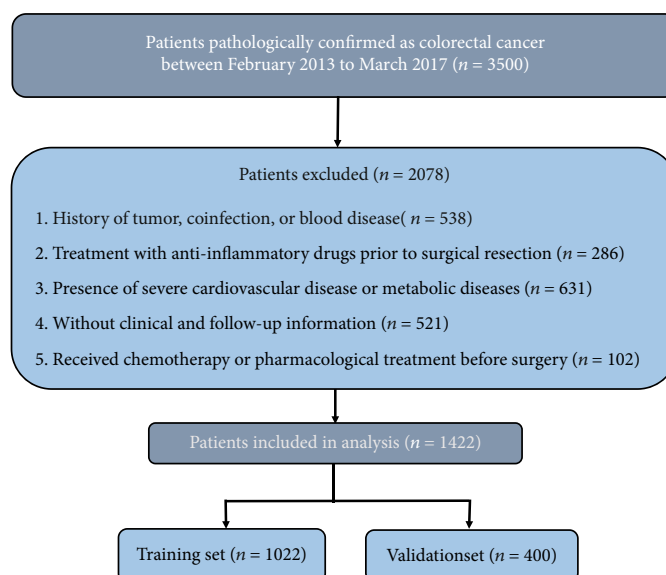 Patients pathologically confirmed as colorectal cancer
between February 2013 to March 2017 (n = 3500)
Patients excluded (n = 2078)
1. History of tumor, coinfection, or blood disease( n = 538)
2. Treatment with anti-inflammatory drugs prior to surgical resection (n = 286)
3. Presence of severe cardiovascular disease or metabolic diseases (n = 631)
4. Without clinical and follow-up information (n = 521)
5. Received chemotherapy or pharmacological treatment before surgery (n = 102)
Patients included in analysis (n = 1422)
Training set (n = 1022)
Validationset (n = 400)